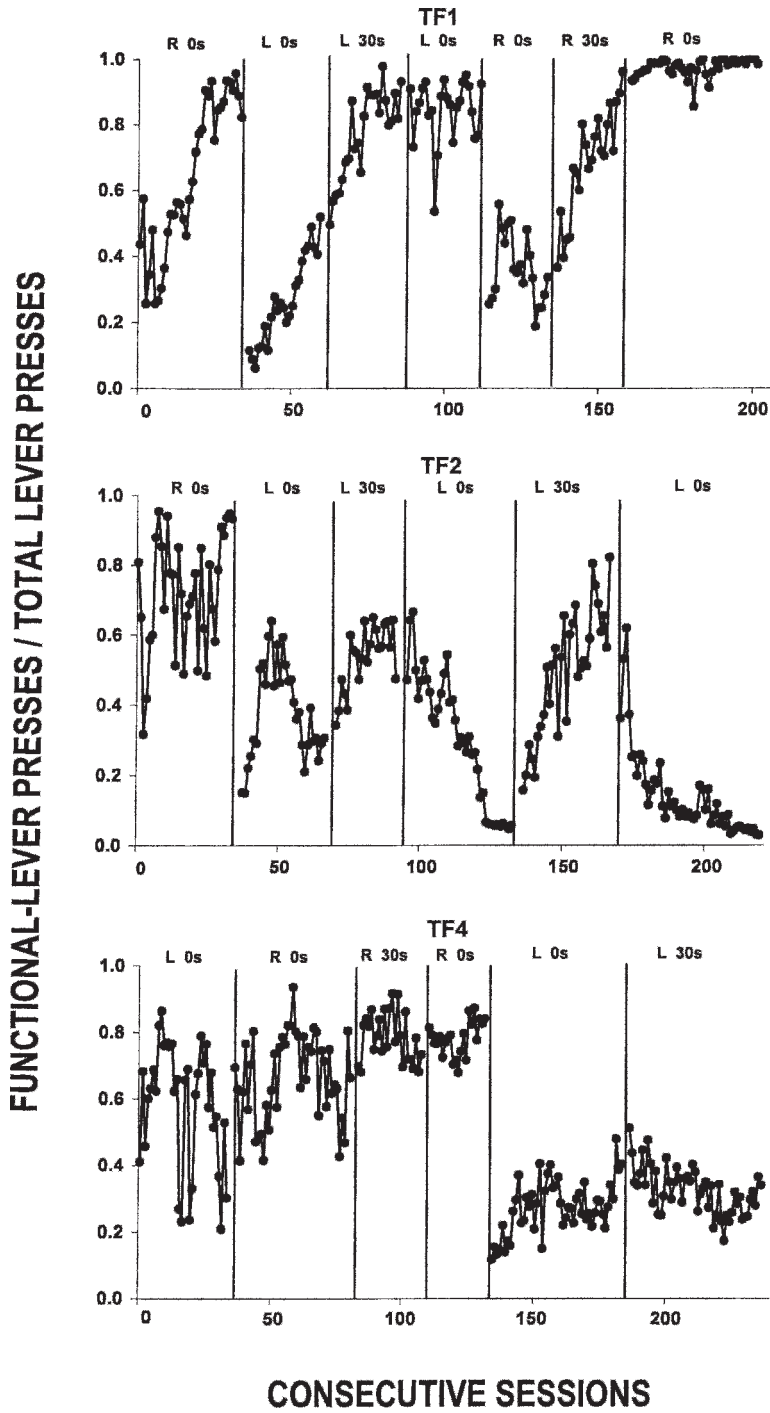 TF1
R 0s L 0s L 30s L 0s R 0s R 30s R 0s
1.0
0.8
0.6
0.4
0.2
0.0
0 50 100 150 200
TF2
R 0s L 0s L 30s L 0s L 30s L 0s
1.0
0.8
0.6
0.4
0.2
0.0
0 50 100 150 200
TF4
L 0s R 0s R 30s R 0s L 0s L 30s
1.0
0.8
0.6
0.4
0.2
0.0
0 50 100 150 200
FUNCTIONAL-LEVER PRESSES / TOTAL LEVER PRESSES
CONSECUTIVE SESSIONS